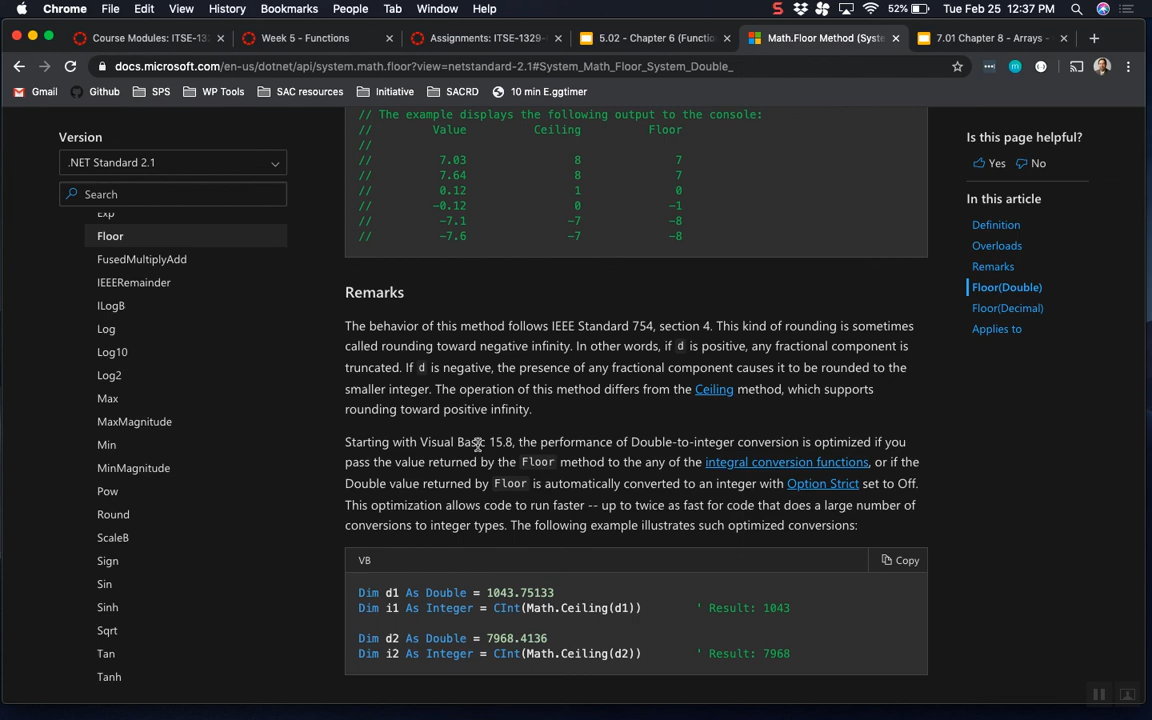 Chrome File Edit View History Bookmarks People Tab Window Help 52% Tue Feb 25 12:37 PM
Course Modules: ITSE-13 Week 5 - Functions Assignments: ITSE-1329- 5.02 - Chapter 6 (Functio Math.Floor Method (Syste 7.01 Chapter 8 - Arrays -
docs.microsoft.com/en-us/dotnet/api/system.math.floor?view=netstandard-2.1#System_Math_Floor_System_Double_
Gmail Github SPS WP Tools SAC resources Initiative SACRD 10 min E.ggtimer
Version
.NET Standard 2.1
Search
Exp
Floor
FusedMultiplyAdd
IEEERemainder
ILogB
Log
Log10
Log2
Max
MaxMagnitude
Min
MinMagnitude
Pow
Round
ScaleB
Sign
Sin
Sinh
Sqrt
Tan
Tanh
// The example displays the following output to the console:
// Value Ceiling Floor
//
// 7.03 8 7
// 7.64 8 7
// 0.12 1 0
// -0.12 0 -1
// -7.1 -7 -8
// -7.6 -7 -8
Remarks
The behavior of this method follows IEEE Standard 754, section 4. This kind of rounding is sometimes
called rounding toward negative infinity. In other words, if d is positive, any fractional component is
truncated. If d is negative, the presence of any fractional component causes it to be rounded to the
smaller integer. The operation of this method differs from the Ceiling method, which supports
rounding toward positive infinity.
Starting with Visual Basic 15.8, the performance of Double-to-integer conversion is optimized if you
pass the value returned by the Floor method to the any of the integral conversion functions, or if the
Double value returned by Floor is automatically converted to an integer with Option Strict set to Off.
This optimization allows code to run faster -- up to twice as fast for code that does a large number of
conversions to integer types. The following example illustrates such optimized conversions:
VB Copy
Dim d1 As Double = 1043.75133
Dim i1 As Integer = CInt(Math.Ceiling(d1)) ' Result: 1043
Dim d2 As Double = 7968.4136
Dim i2 As Integer = CInt(Math.Ceiling(d2)) ' Result: 7968
Is this page helpful?
Yes No
In this article
Definition
Overloads
Remarks
Floor(Double)
Floor(Decimal)
Applies to